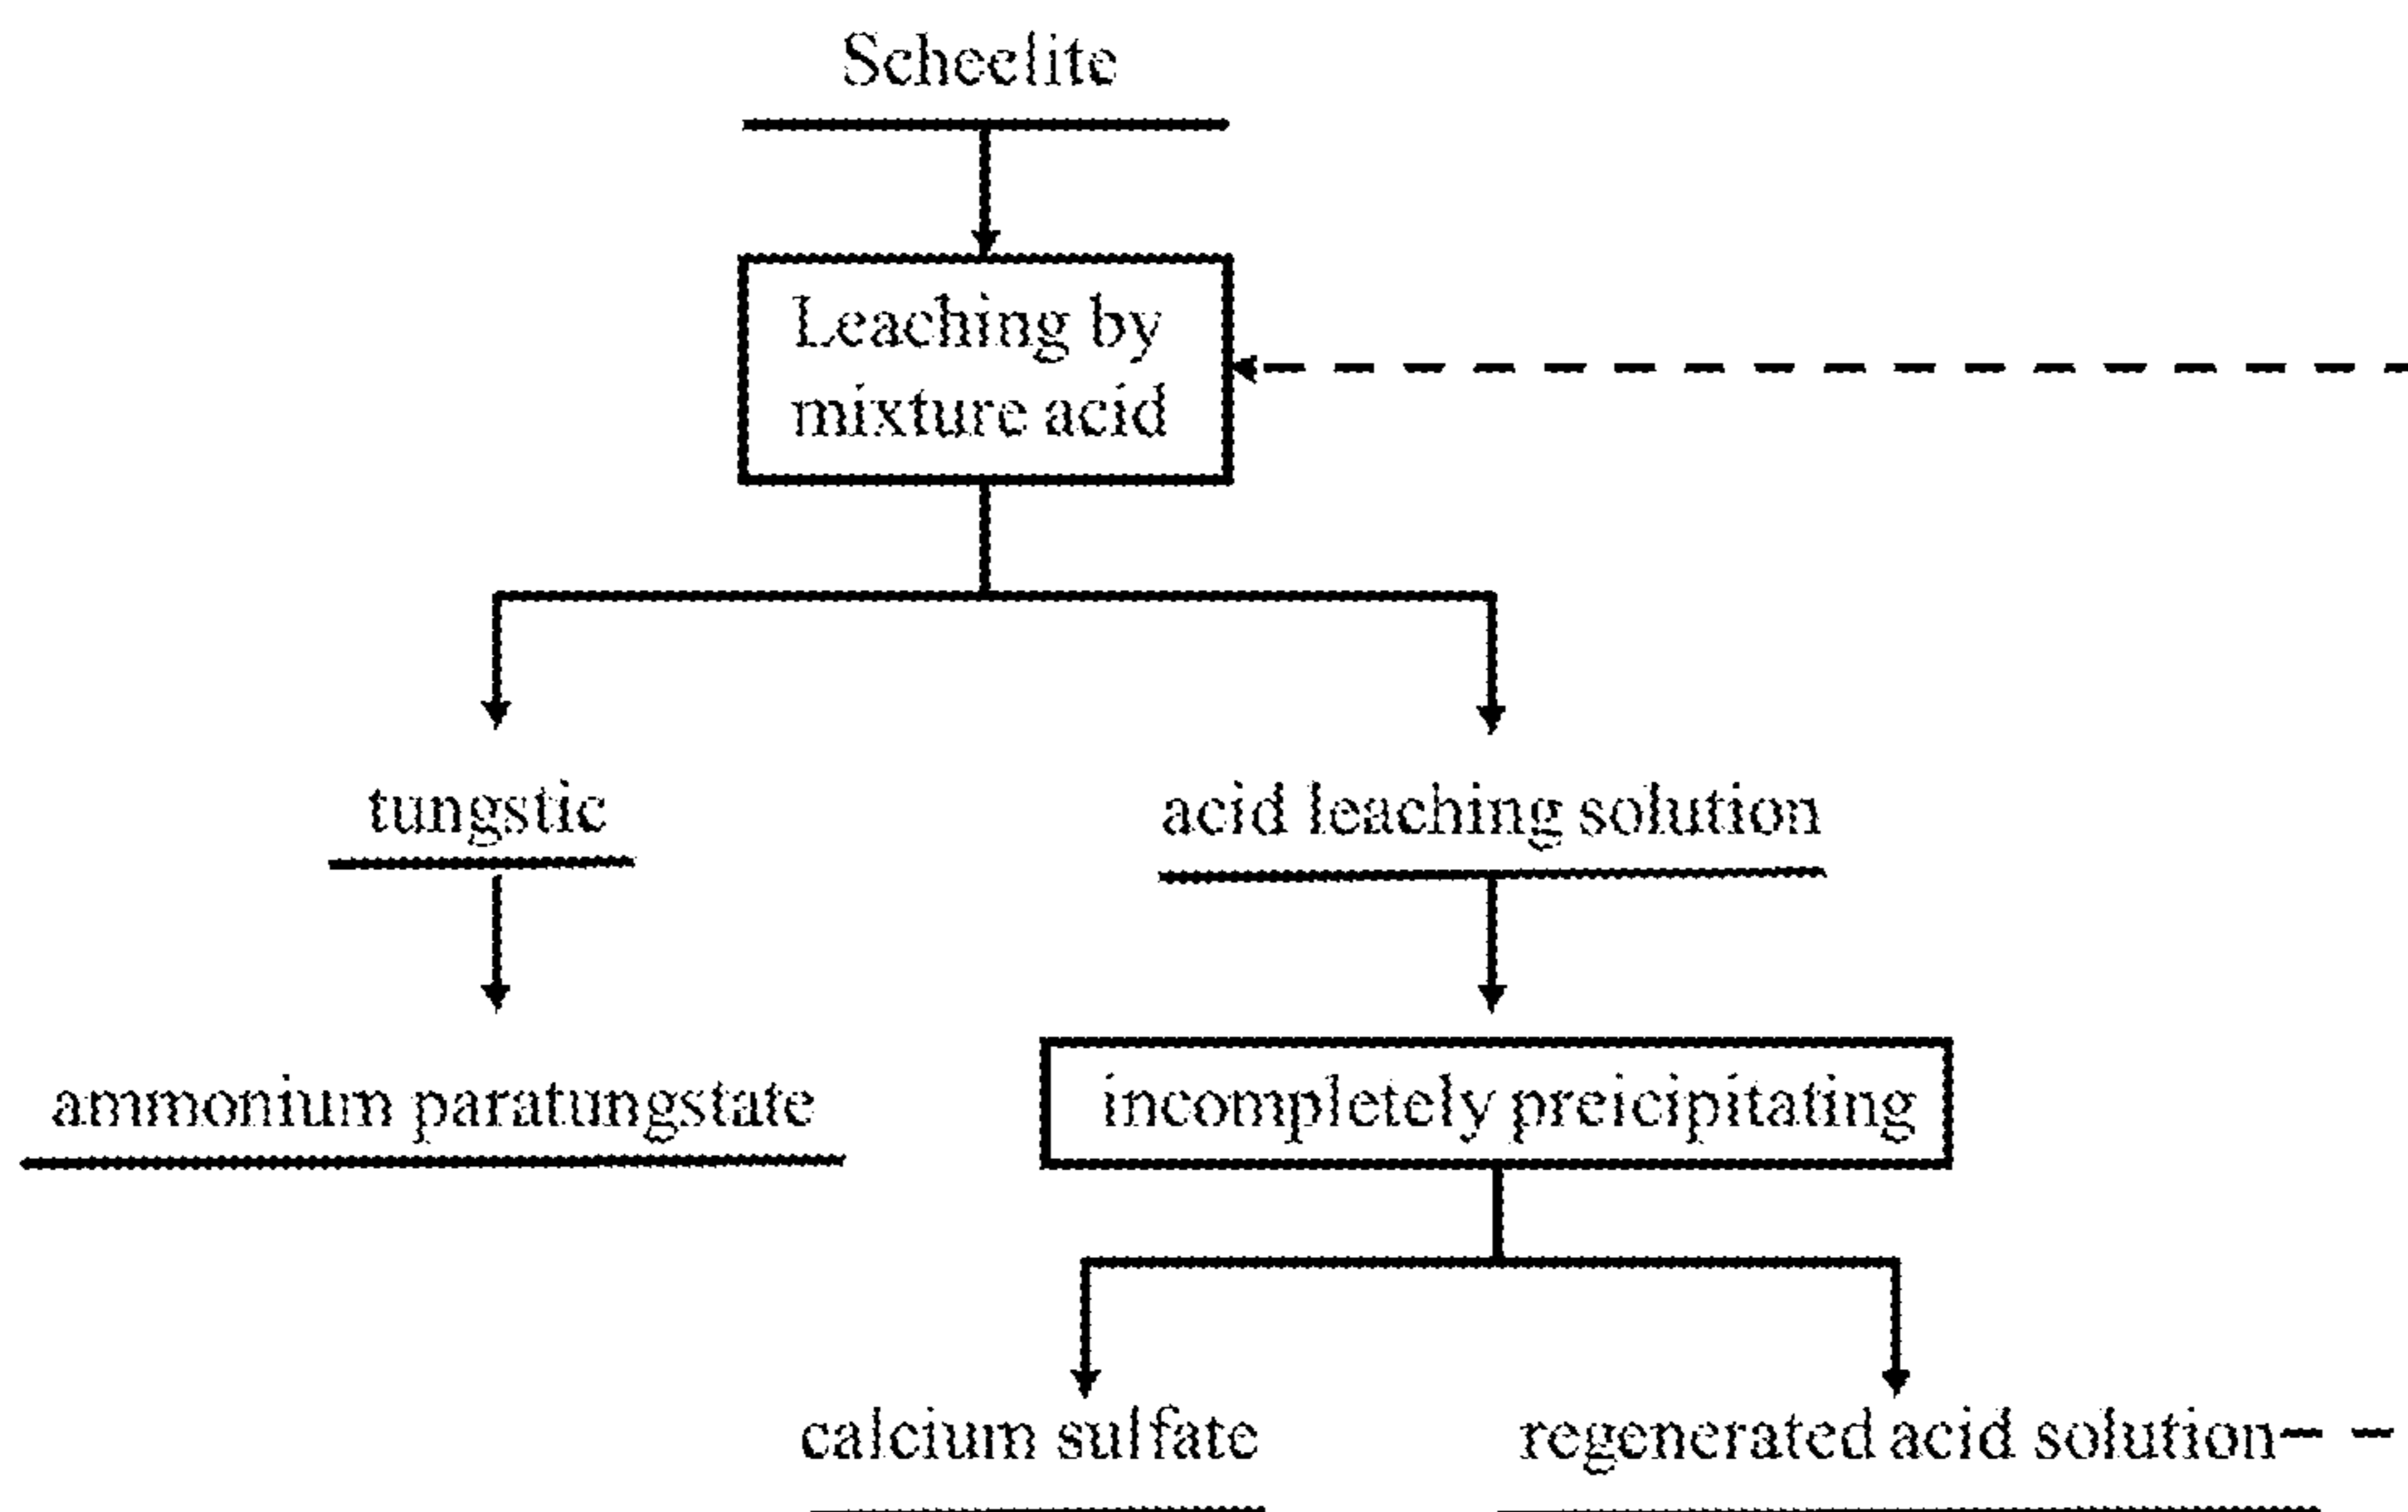 Scheelite
Leaching by
mixture acid
tungstic
acid leaching solution
ammonium paratungstate
incompletely preicipitating
calcium sulfate
regenerated acid solution